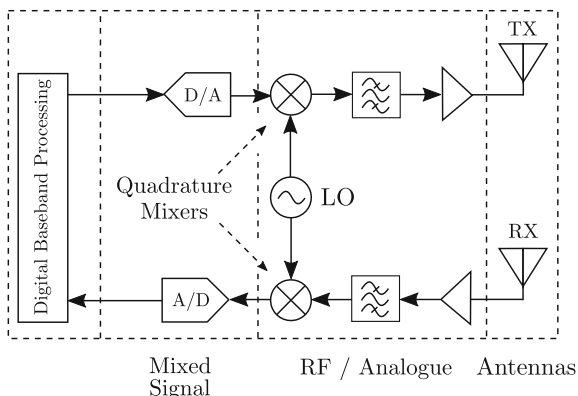 TX
D/A
Digital Baseband Processing
Quadrature
Mixers
LO
RX
A/D
Mixed
Signal
RF / Analogue
Antennas